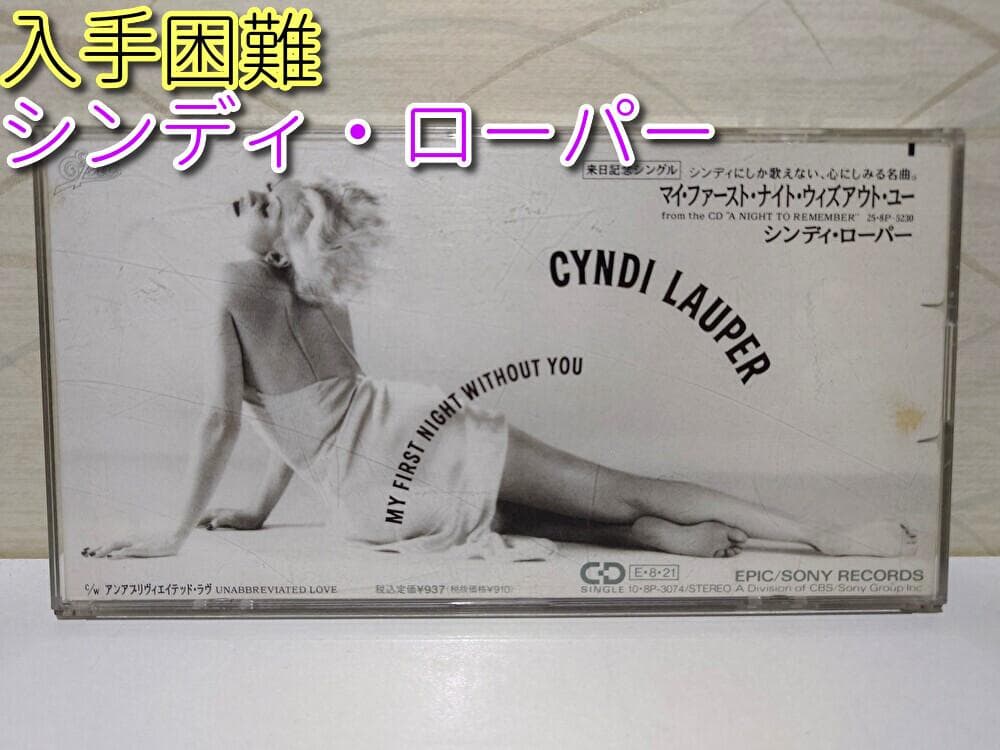 入手困難
シンディ・ローパー
Epic
来日記念シングル シンディにしか歌えない、心にしみる名曲。
マイ・ファースト・ナイト・ウィズアウト・ユー
from the CD "A NIGHT TO REMEMBER" 25・8P-5230
シンディ・ローパー
CYNDI LAUPER
MY FIRST NIGHT WITHOUT YOU
c/w アンアブリヴィエイテッド・ラヴ UNABBREVIATED LOVE
税込定価¥937・(税抜価格¥910)
CD E・8・21
SINGLE 10・8P-3074/STEREO
EPIC/SONY RECORDS
A Division of CBS/Sony Group Inc.